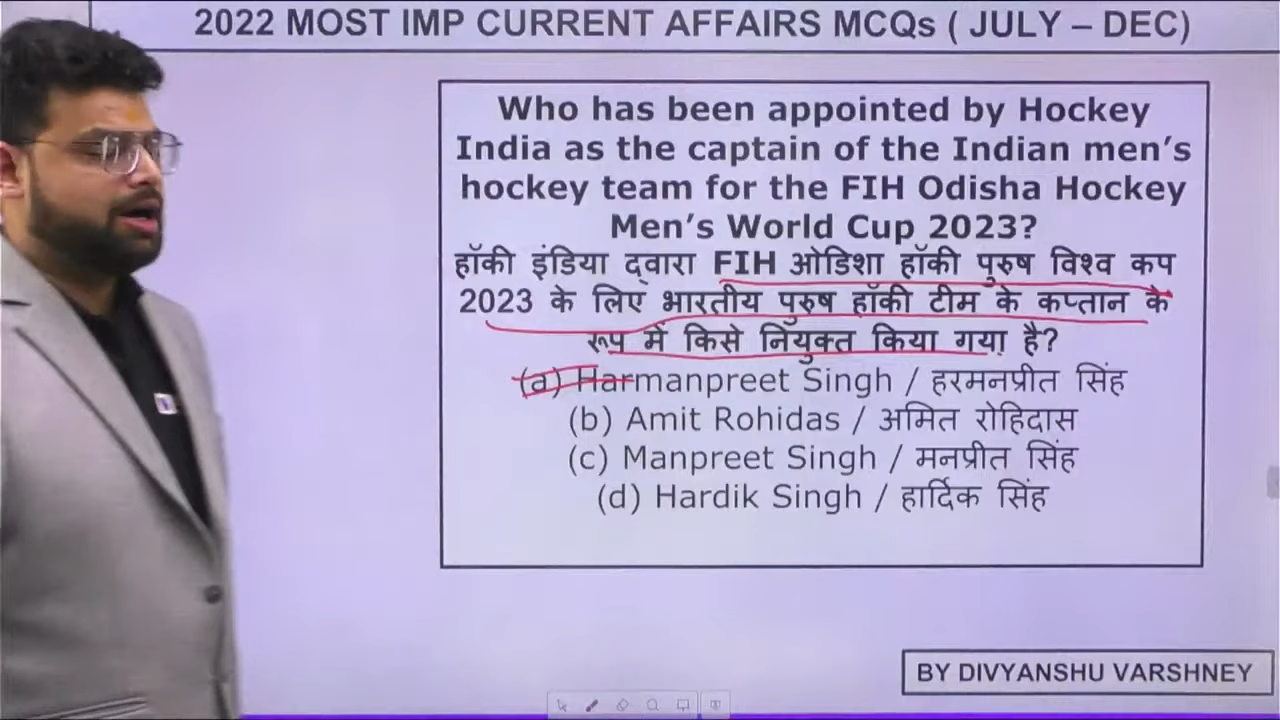 2022 MOST IMP CURRENT AFFAIRS MCQs ( JULY – DEC)
Who has been appointed by Hockey
India as the captain of the Indian men’s
hockey team for the FIH Odisha Hockey
Men’s World Cup 2023?
हॉकी इंडिया द्वारा FIH ओडिशा हॉकी पुरुष विश्व कप
2023 के लिए भारतीय पुरुष हॉकी टीम के कप्तान के
रूप में किसे नियुक्त किया गया है?
(a) Harmanpreet Singh / हरमनप्रीत सिंह
(b) Amit Rohidas / अमित रोहिदास
(c) Manpreet Singh / मनप्रीत सिंह
(d) Hardik Singh / हार्दिक सिंह
BY DIVYANSHU VARSHNEY